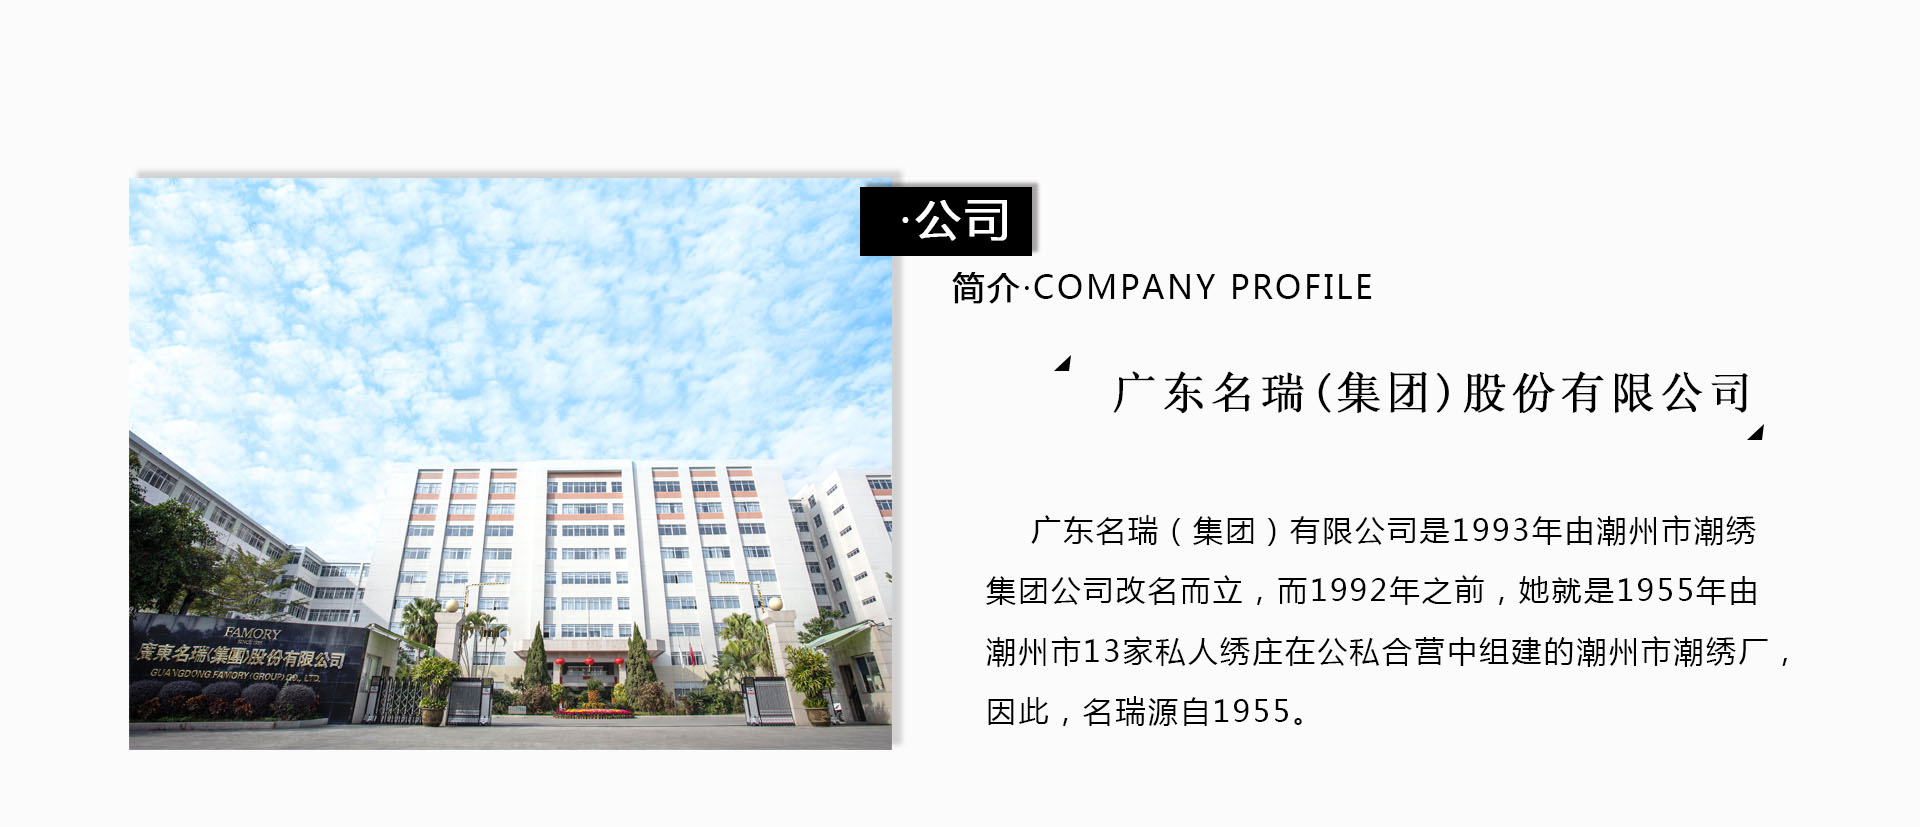 ·公司
简介·COMPANY PROFILE
广东名瑞(集团)股份有限公司
广东名瑞（集团）有限公司是1993年由潮州市潮绣
集团公司改名而立，而1992年之前，她就是1955年由
潮州市13家私人绣庄在公私合营中组建的潮州市潮绣厂，
因此，名瑞源自1955。
FAMORY
SINCE 1955
廣東名瑞(集團)股份有限公司
GUANGDONG FAMORY (GROUP) CO., LTD.